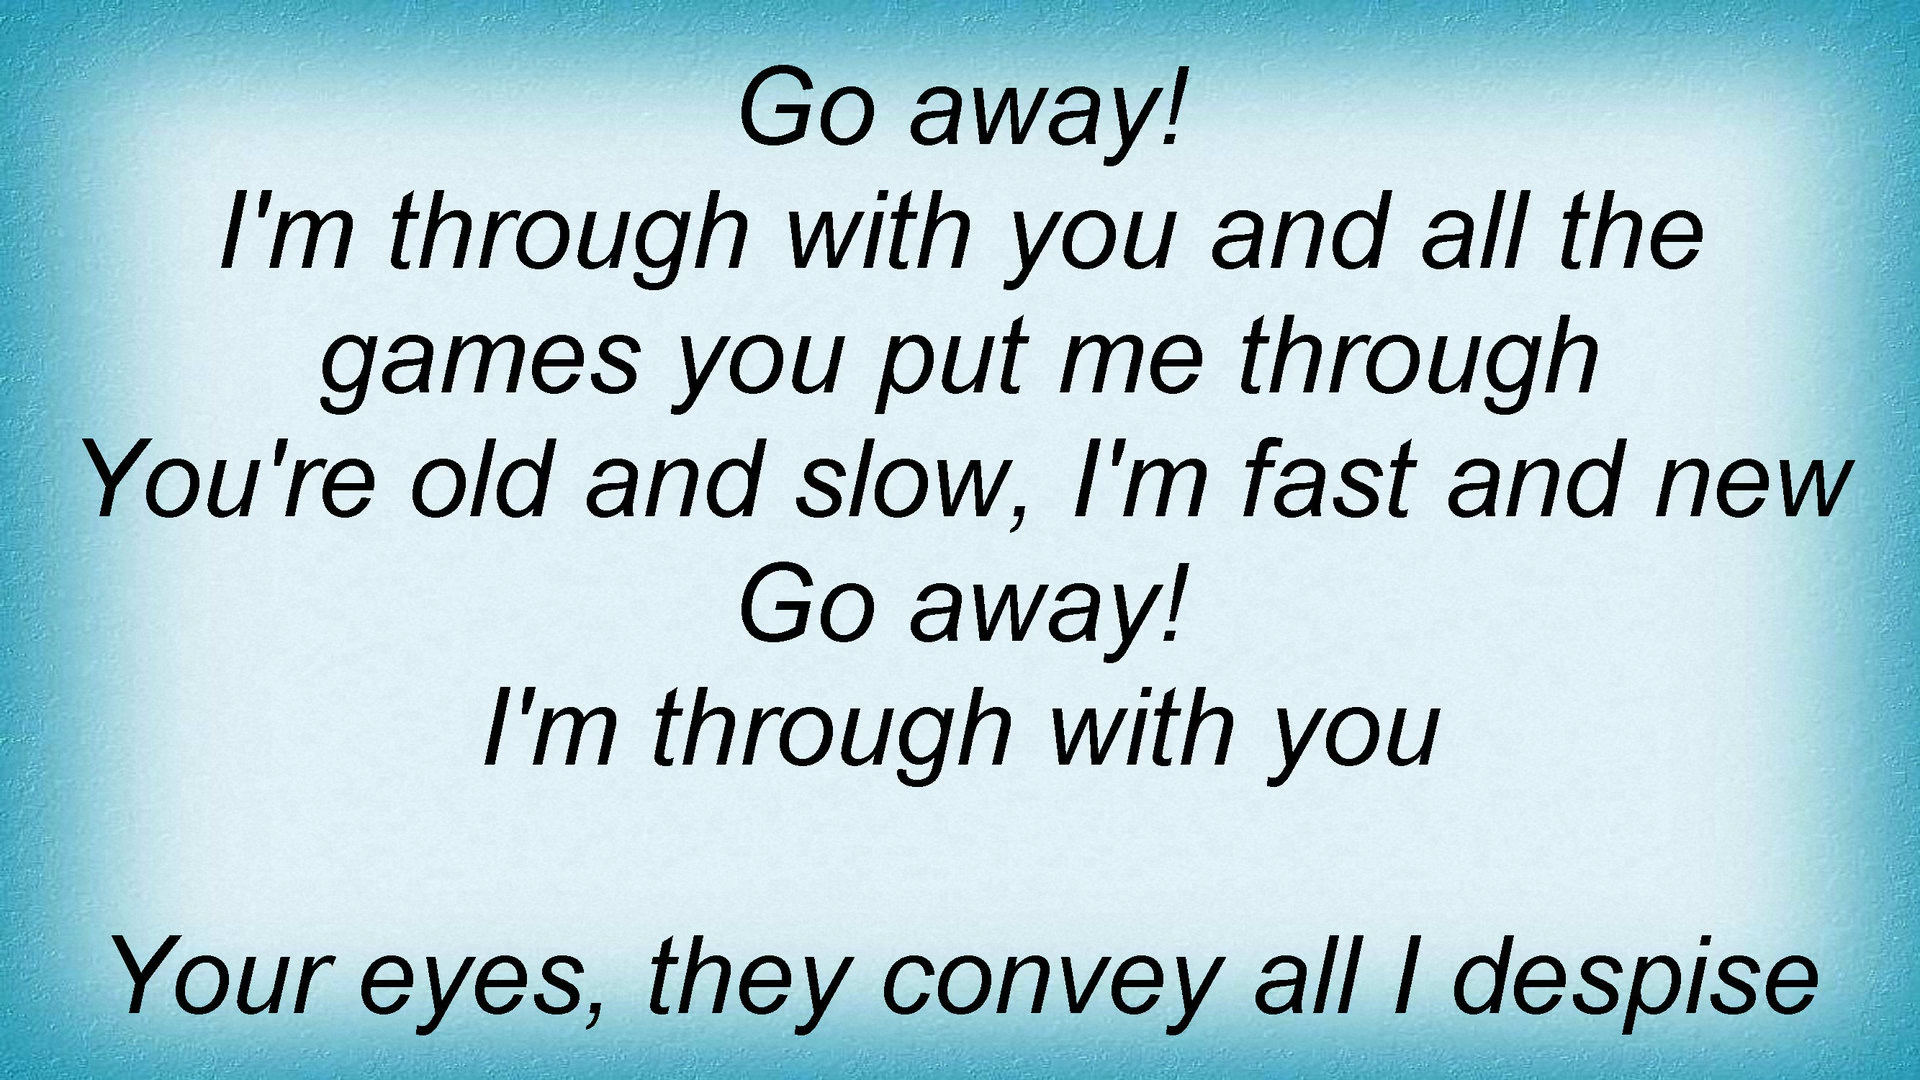 Go away!
I'm through with you and all the
games you put me through
You're old and slow, I'm fast and new
Go away!
I'm through with you
Your eyes, they convey all I despise